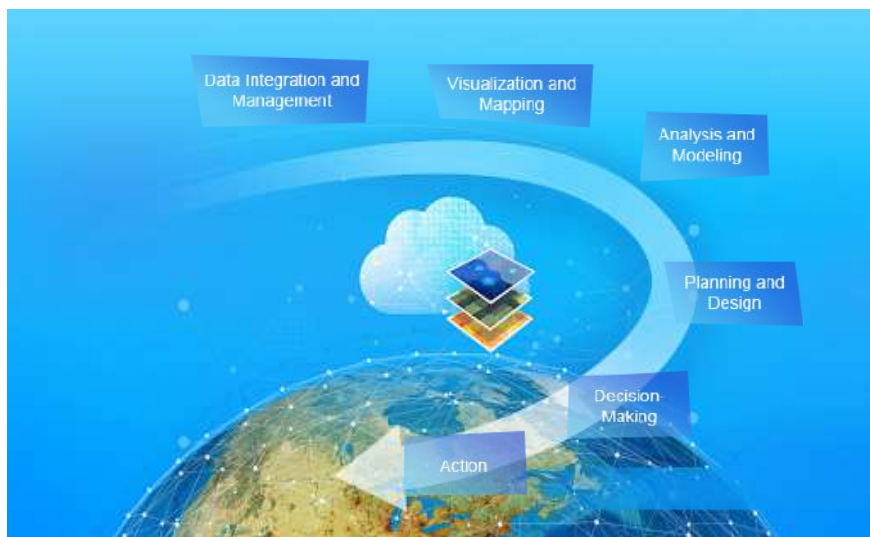 Data Integration and
Management
Visualization and
Mapping
Analysis and
Modeling
Planning and
Design
Decision-
Making
Action